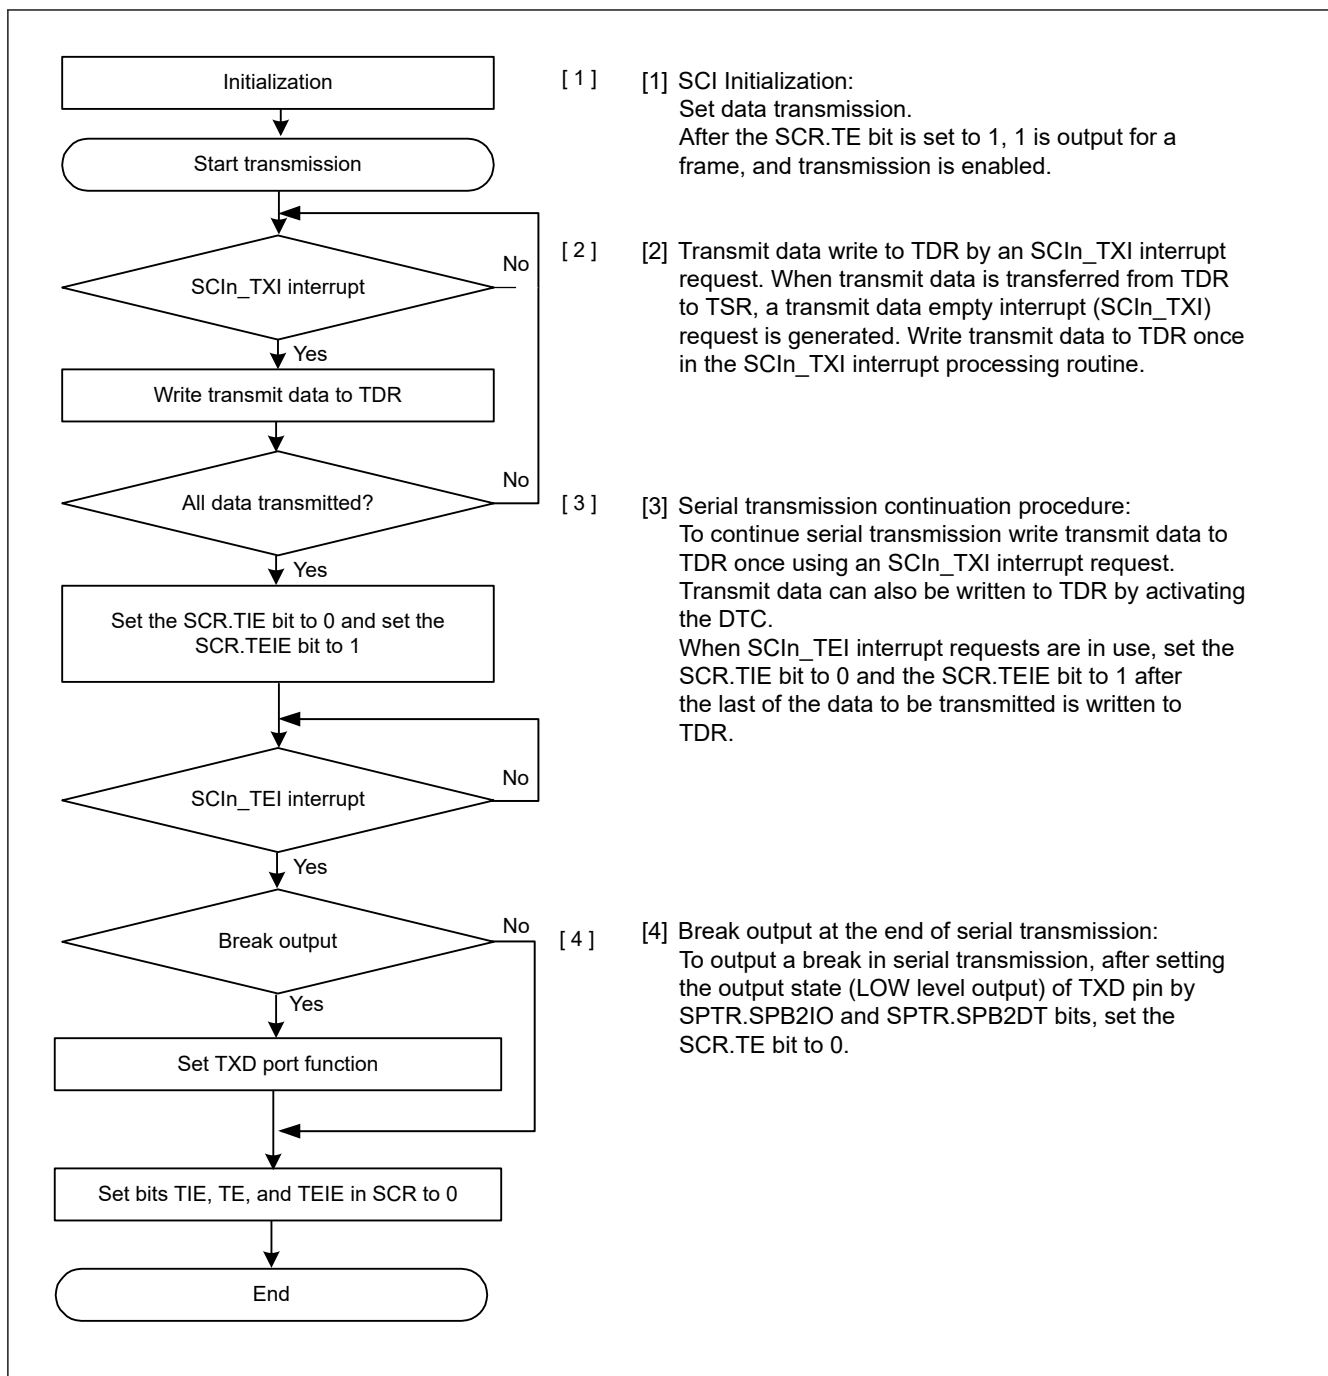 Initialization
[ 1 ]
[1] SCI Initialization:
Set data transmission.
After the SCR.TE bit is set to 1, 1 is output for a
frame, and transmission is enabled.
Start transmission
SCIn_TXI interrupt
No
Yes
[ 2 ]
[2] Transmit data write to TDR by an SCIn_TXI interrupt
request. When transmit data is transferred from TDR
to TSR, a transmit data empty interrupt (SCIn_TXI)
request is generated. Write transmit data to TDR once
in the SCIn_TXI interrupt processing routine.
Write transmit data to TDR
All data transmitted?
No
Yes
[ 3 ]
[3] Serial transmission continuation procedure:
To continue serial transmission write transmit data to
TDR once using an SCIn_TXI interrupt request.
Transmit data can also be written to TDR by activating
the DTC.
When SCIn_TEI interrupt requests are in use, set the
SCR.TIE bit to 0 and the SCR.TEIE bit to 1 after
the last of the data to be transmitted is written to
TDR.
Set the SCR.TIE bit to 0 and set the
SCR.TEIE bit to 1
SCIn_TEI interrupt
No
Yes
Break output
No
Yes
[ 4 ]
[4] Break output at the end of serial transmission:
To output a break in serial transmission, after setting
the output state (LOW level output) of TXD pin by
SPTR.SPB2IO and SPTR.SPB2DT bits, set the
SCR.TE bit to 0.
Set TXD port function
Set bits TIE, TE, and TEIE in SCR to 0
End